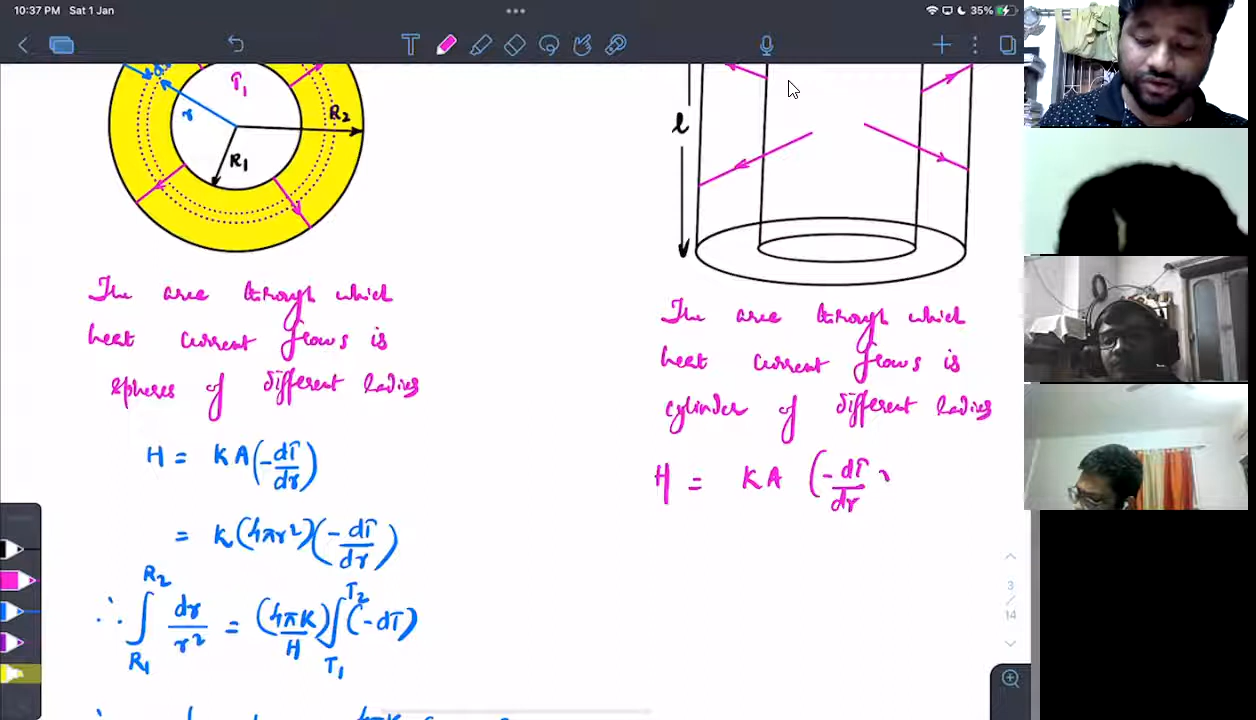 10:37 PM Sat 1 Jan
35%
T₁
r
R₂
R₁
The area through which
heat current flows is
spheres of different radius
H = KA(-dT/dr)
= K(4πr²)(-dT/dr)
∴ ∫_{R₁}^{R₂} dr/r² = (4πK/H) ∫_{T₁}^{T₂} (-dT)
l
The area through which
heat current flows is
cylinder of different radius
H = KA (-dT/dr)
3
/
14